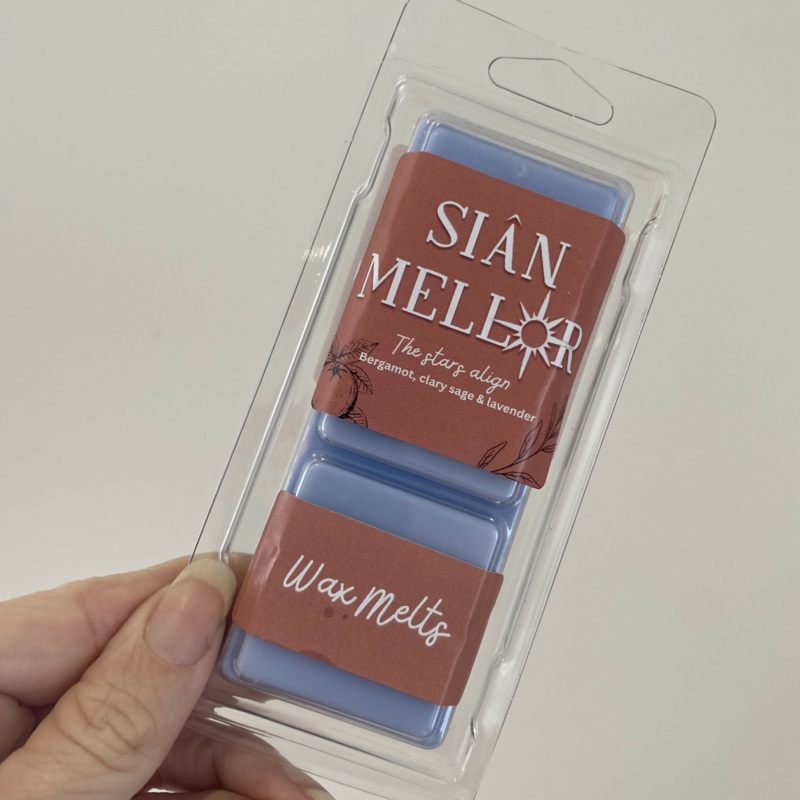 SIÂN
MELLOR
The stars align
Bergamot, clary sage & lavender
Wax Melts